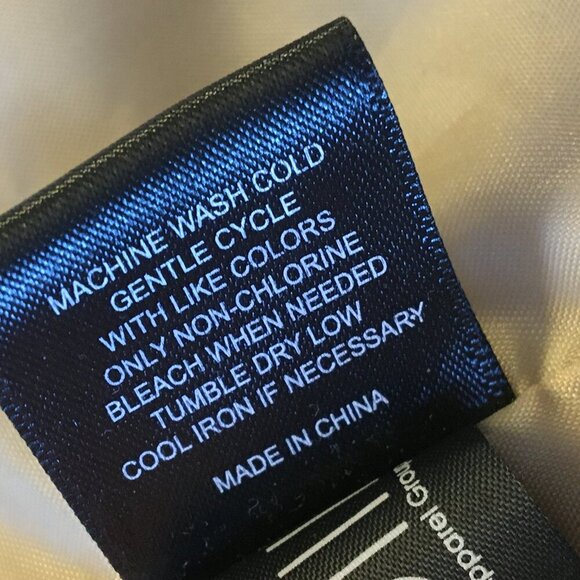 MACHINE WASH COLD
GENTLE CYCLE
WITH LIKE COLORS
ONLY NON-CHLORINE
BLEACH WHEN NEEDED
TUMBLE DRY LOW
COOL IRON IF NECESSARY
MADE IN CHINA